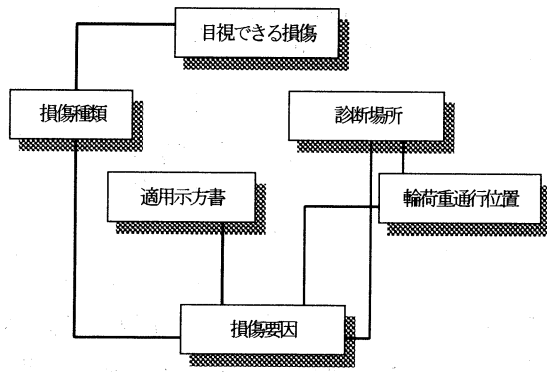 目視できる損傷
損傷種類
診断場所
適用示方書
輪荷重通行位置
損傷要因